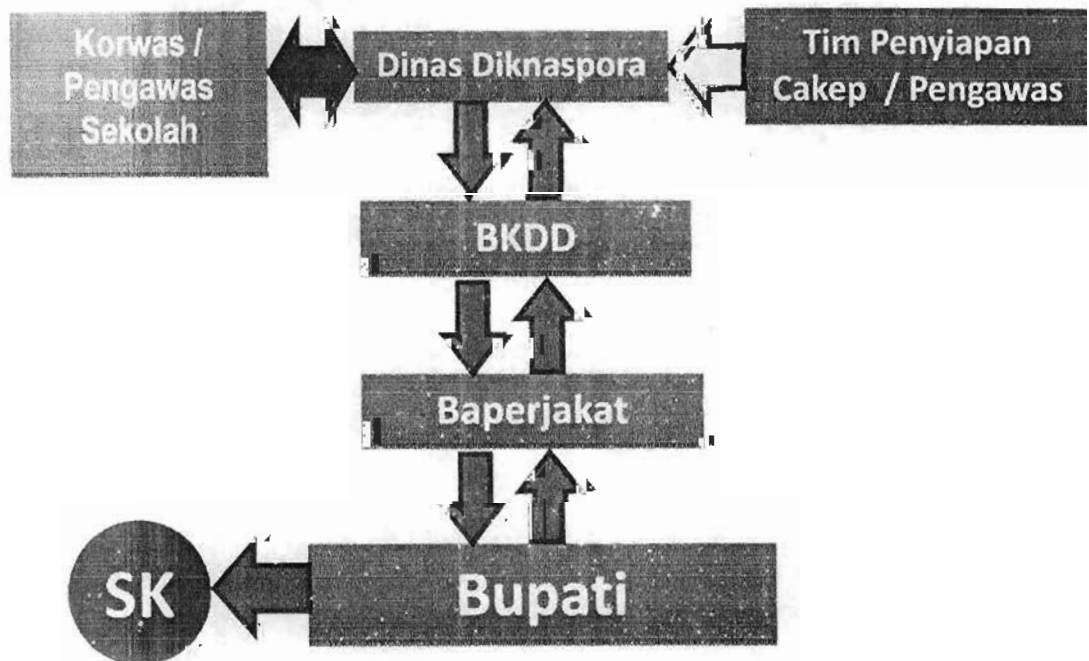 Korwas /
Pengawas
Sekolah
Dinas Diknaspora
Tim Penyiapan
Cakep / Pengawas
BKDD
Baperjakat
SK
Bupati